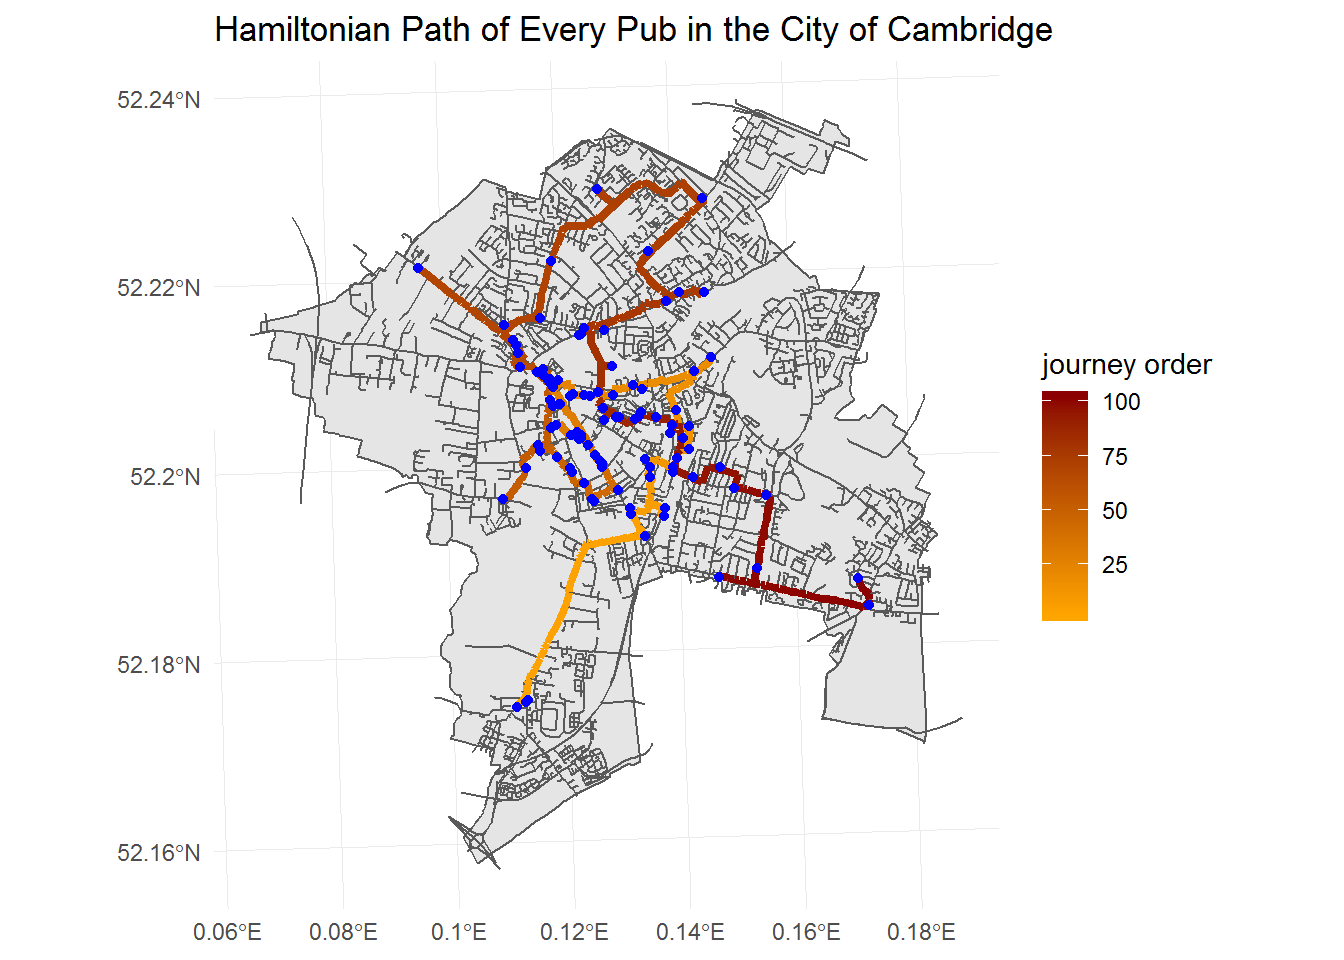 Hamiltonian Path of Every Pub in the City of Cambridge
52.24°N
52.22°N
52.2°N
52.18°N
52.16°N
0.06°E
0.08°E
0.1°E
0.12°E
0.14°E
0.16°E
0.18°E
journey order
100
75
50
25